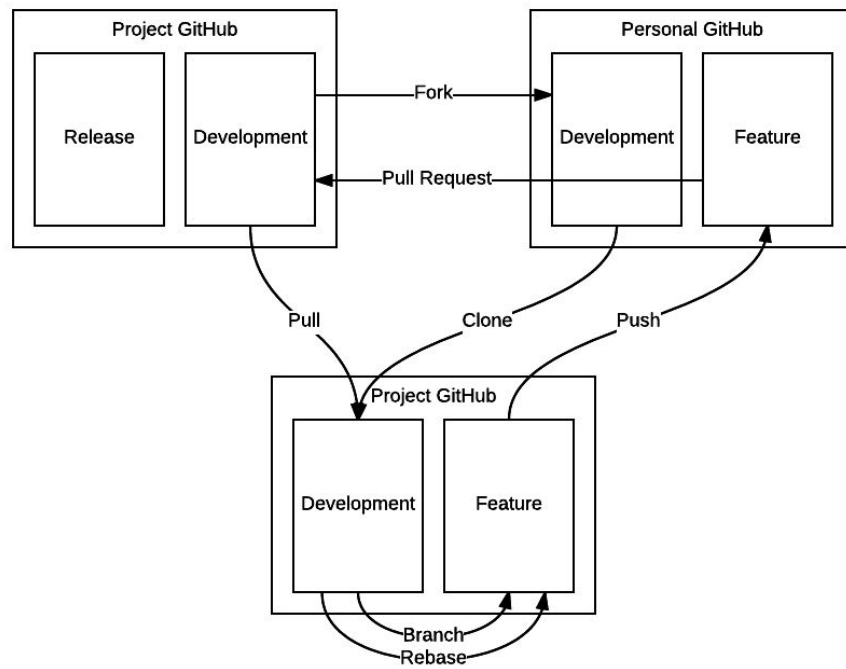 Project GitHub
Release
Development
Personal GitHub
Development
Feature
Fork
Pull Request
Pull
Clone
Push
Project GitHub
Development
Feature
Branch
Rebase